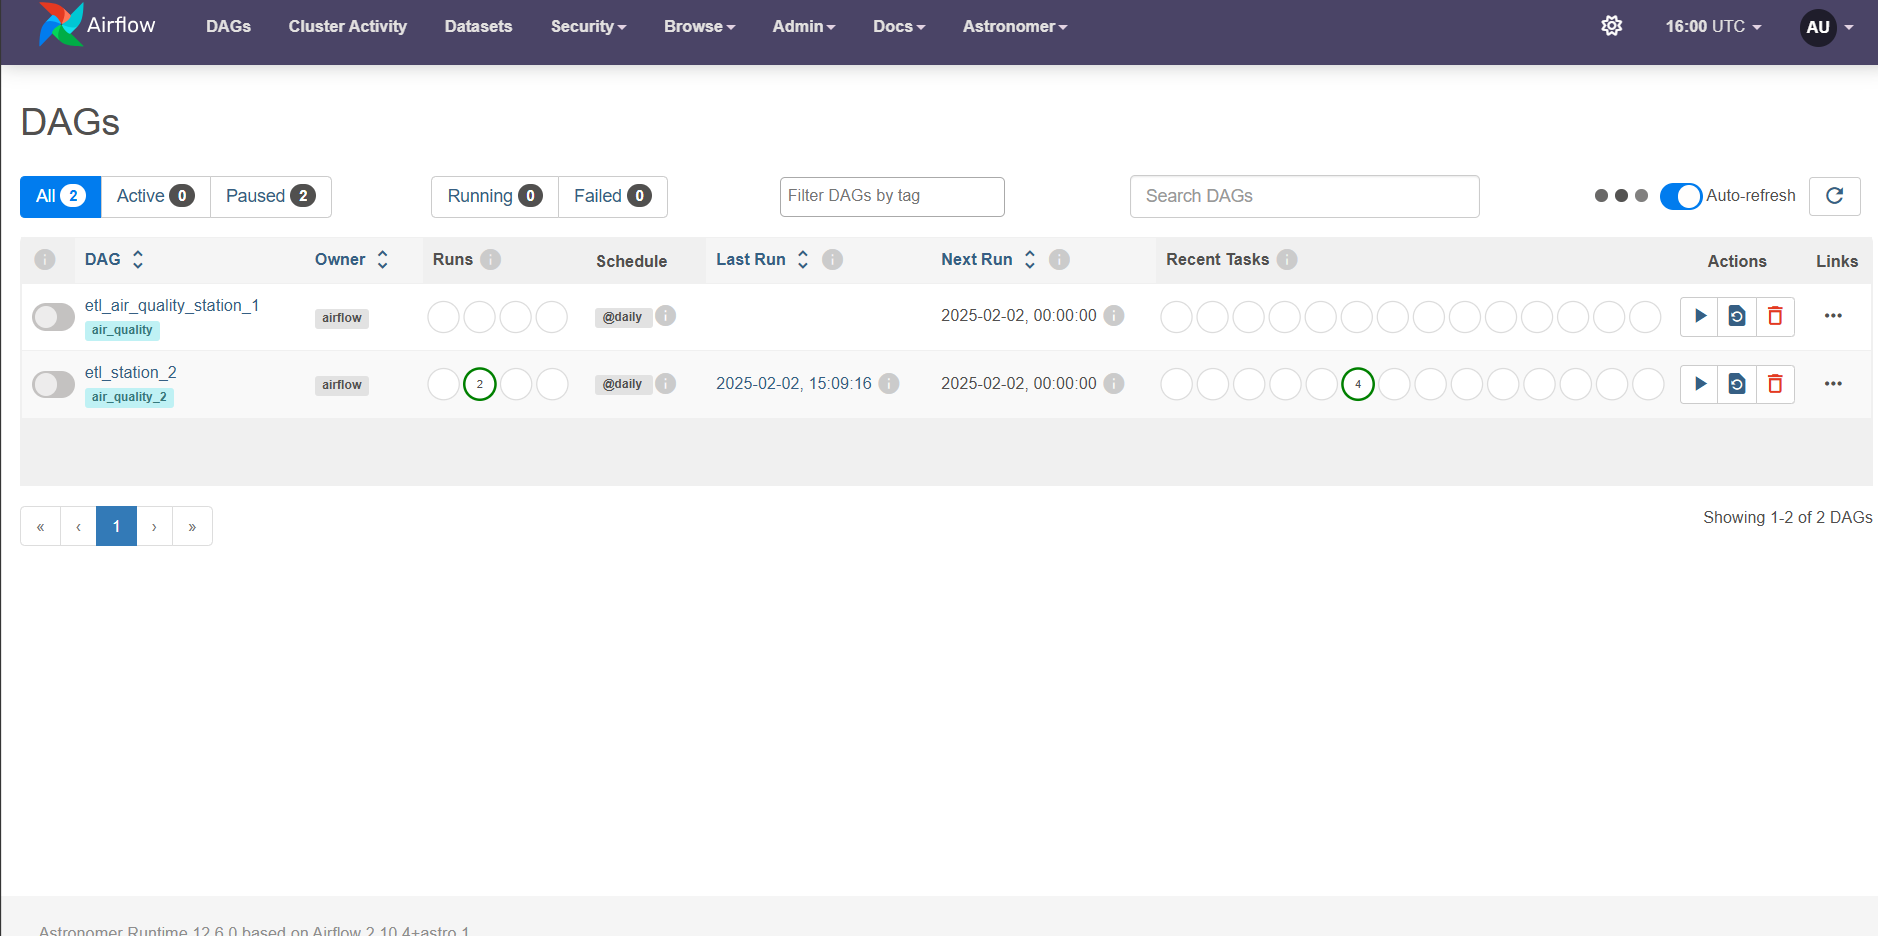 Airflow DAGs Cluster Activity Datasets Security Browse Admin Docs Astronomer 16:00 UTC AU
DAGs
All 2 Active 0 Paused 2 Running 0 Failed 0 Filter DAGs by tag Search DAGs Auto-refresh
i DAG Owner Runs i Schedule Last Run i Next Run i Recent Tasks i Actions Links
etl_air_quality_station_1
air_quality airflow @daily i 2025-02-02, 00:00:00 i
etl_station_2
air_quality_2 airflow 2 @daily i 2025-02-02, 15:09:16 i 2025-02-02, 00:00:00 i 4
« ‹ 1 › »
Showing 1-2 of 2 DAGs
Astronomer Runtime 12.6.0 based on Airflow 2.10.4+astro.1